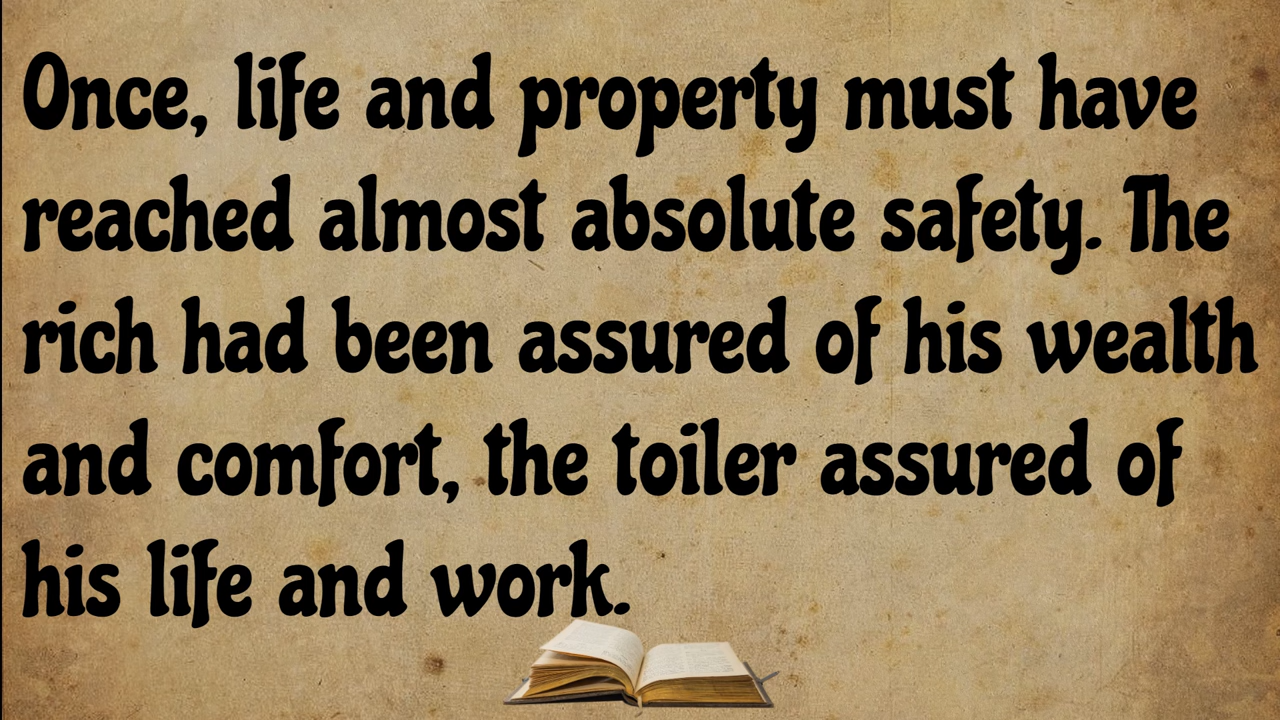 Once, life and property must have
reached almost absolute safety. The
rich had been assured of his wealth
and comfort, the toiler assured of
his life and work.